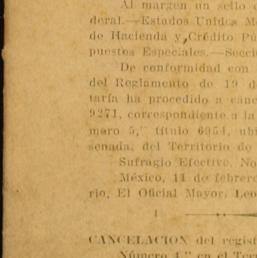 Al margen un sello
deral.—Estados Unidos M
de Hacienda y Crédito Pú
puestos Especiales.—Secci
De conformidad con
del Reglamento de 19 d
taría ha procedido a canc
9271, correspondiente a la
mero 5," título 6954, ubi
senada, del Territorio de
Sufragio Efectivo. No
México, 11 de febrero
rio, El Oficial Mayor, Leo
CANCELACION del regist
Número 4," en el Terr